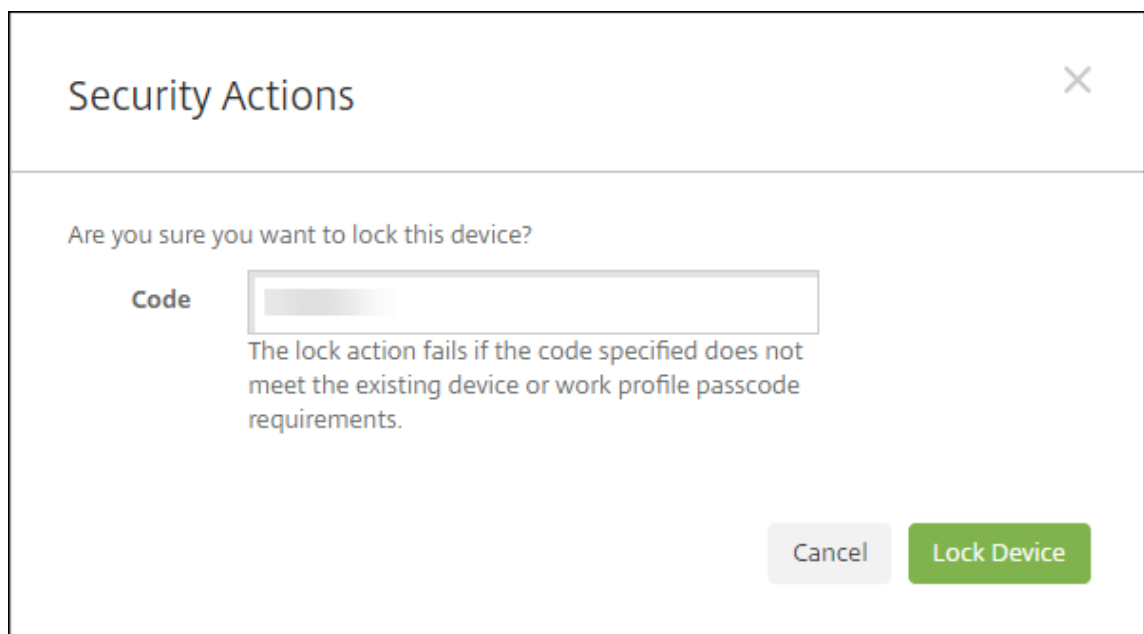 Security Actions
Are you sure you want to lock this device?
Code
The lock action fails if the code specified does not
meet the existing device or work profile passcode
requirements.
Cancel
Lock Device